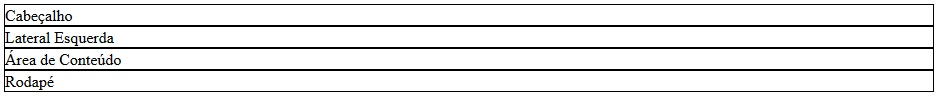 Cabeçalho
Lateral Esquerda
Área de Conteúdo
Rodapé